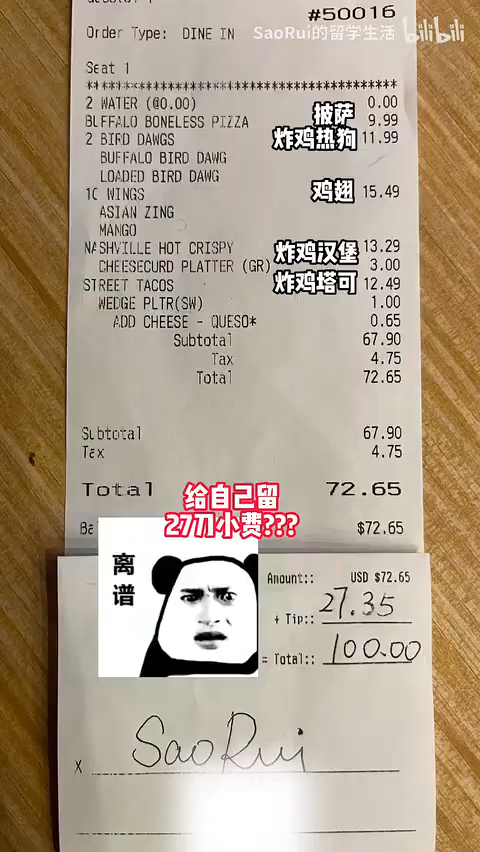 #50016
Order Type: DINE IN
SaoRui的留学生活 bilibili
Seat 1
2 WATER (@0.00) 0.00
BUFFALO BONELESS PIZZA 披萨 9.99
2 BIRD DAWGS 炸鸡热狗 11.99
BUFFALO BIRD DAWG
LOADED BIRD DAWG
10 WINGS 鸡翅 15.49
ASIAN ZING
MANGO
NASHVILLE HOT CRISPY 炸鸡汉堡 13.29
CHEESECURD PLATTER (GR) 3.00
STREET TACOS 炸鸡塔可 12.49
WEDGE PLTR(SW) 1.00
ADD CHEESE - QUESO* 0.65
Subtotal 67.90
Tax 4.75
Total 72.65
Subtotal 67.90
Tax 4.75
Total 72.65
给自己留
27刀小费???
Ba $72.65
离谱
Amount:: USD $72.65
+ Tip:: 27.35
= Total:: 100.00
SaoRui
X